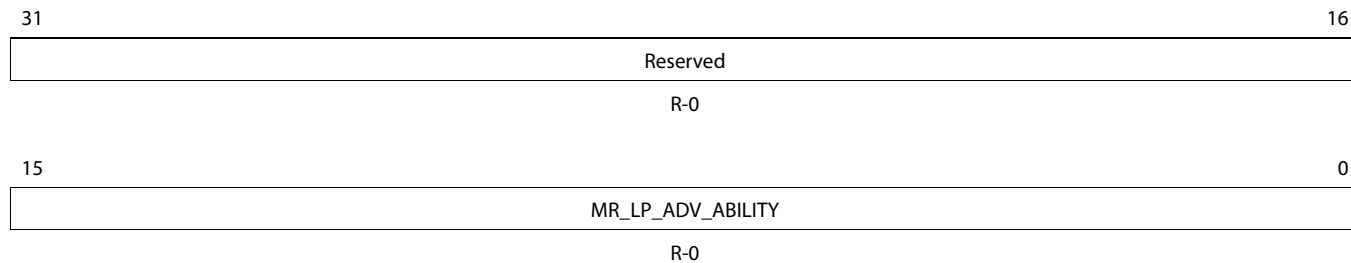 31 16
Reserved
R-0
15 0
MR_LP_ADV_ABILITY
R-0